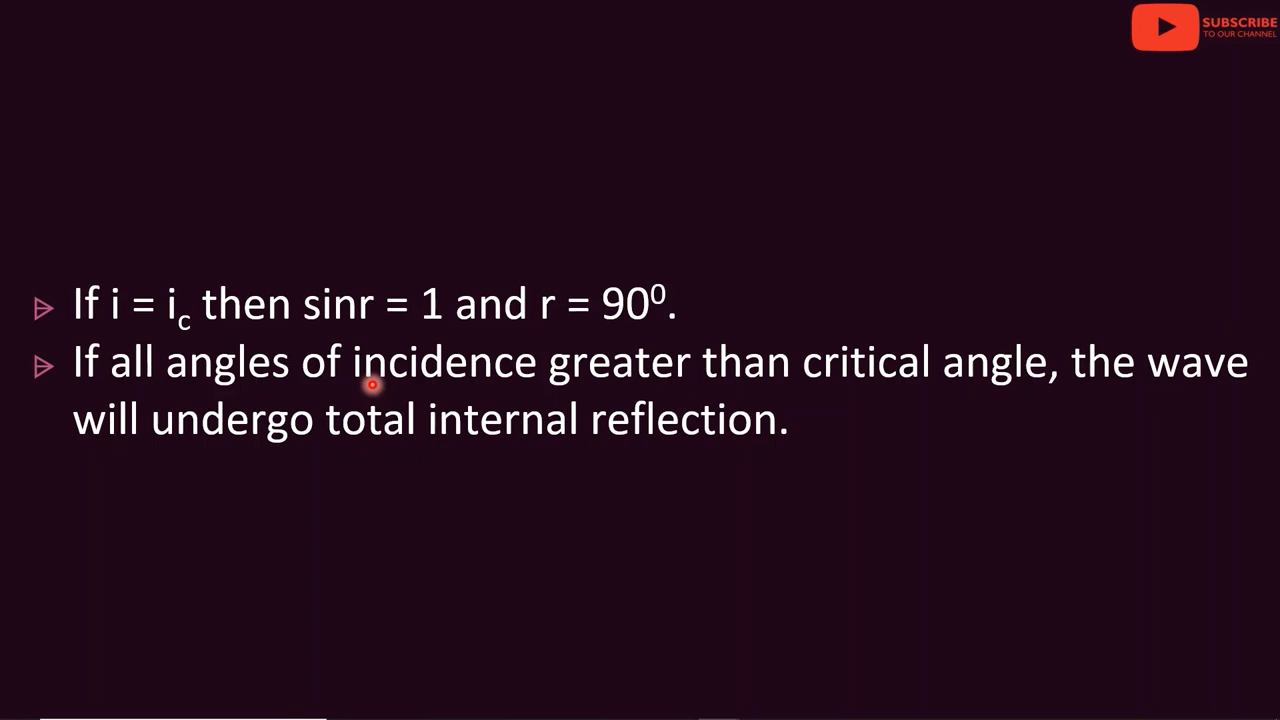 SUBSCRIBE
TO OUR CHANNEL
If i = i_c then sinr = 1 and r = 90⁰.
If all angles of incidence greater than critical angle, the wave
will undergo total internal reflection.